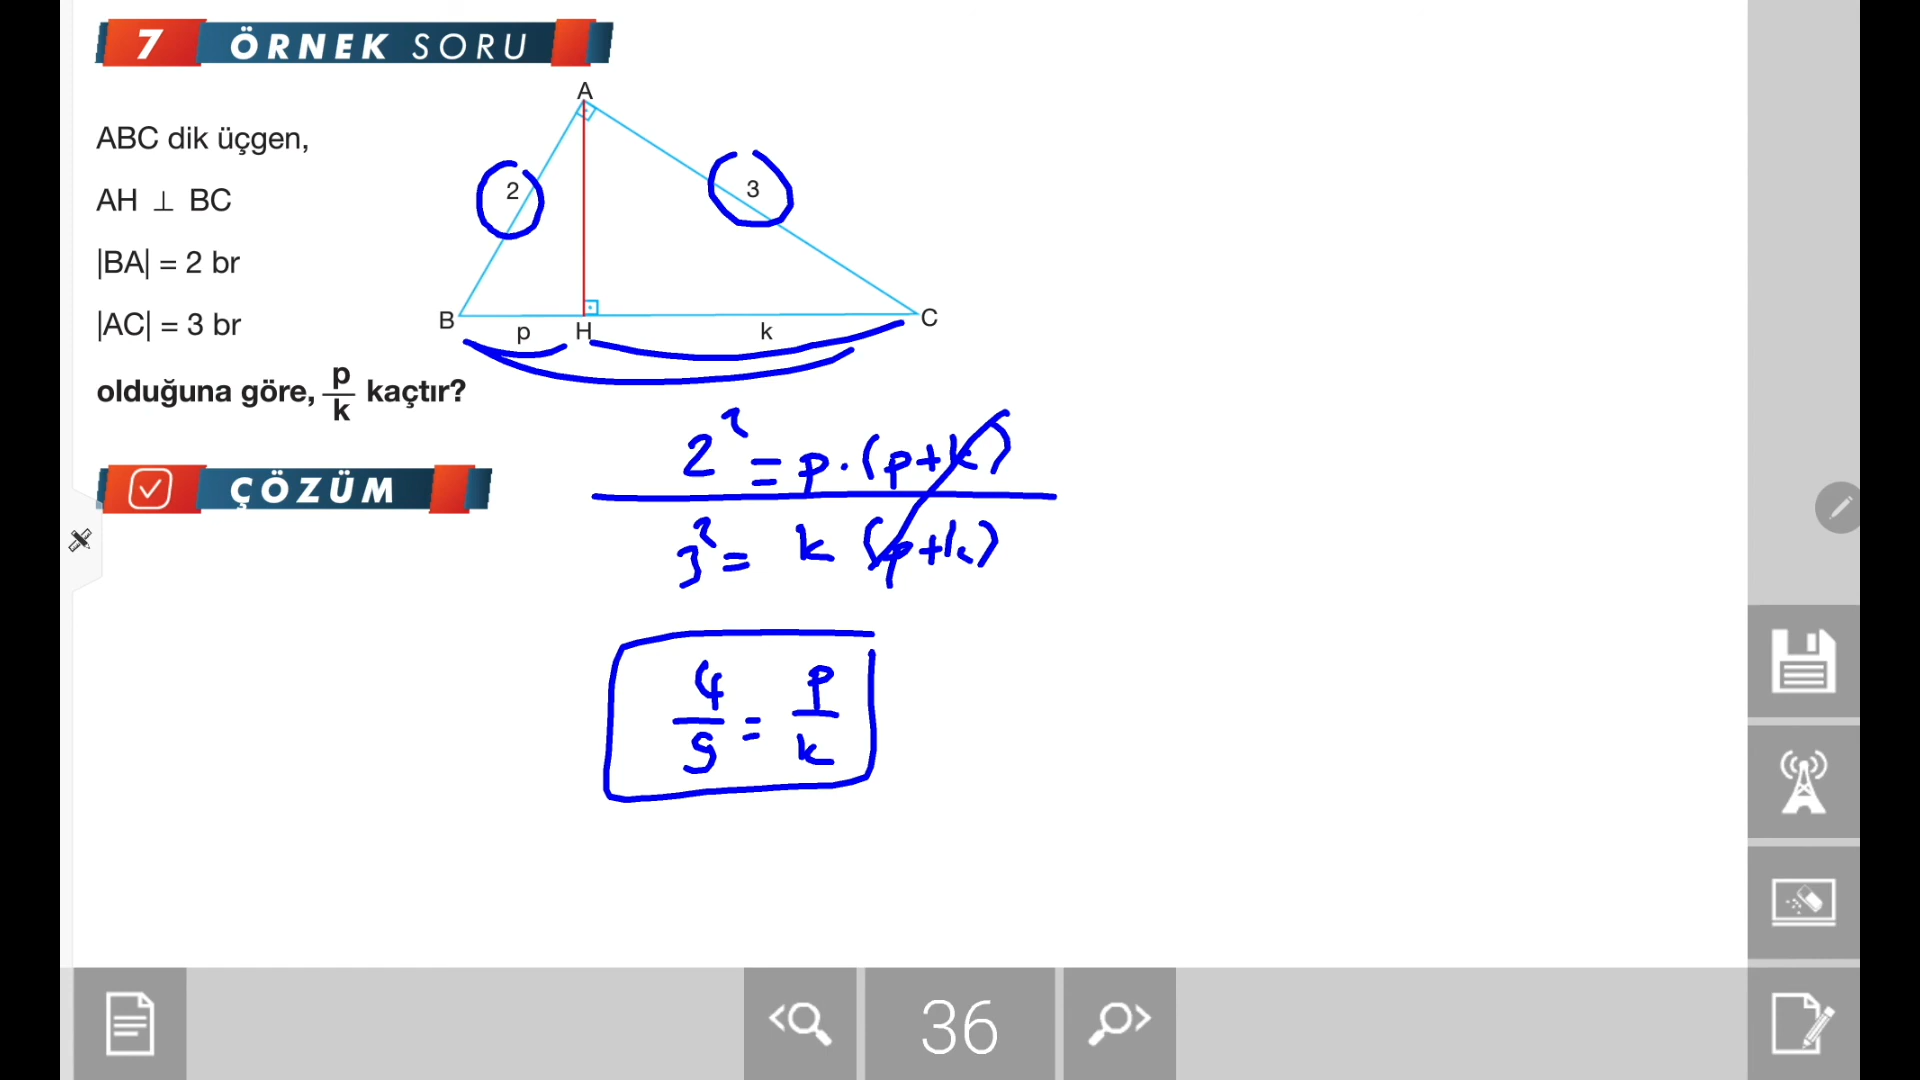 7 ÖRNEK SORU
ABC dik üçgen,
AH ⊥ BC
|BA| = 2 br
|AC| = 3 br
olduğuna göre, p/k kaçtır?
A
2
3
B
p
H
k
C
ÇÖZÜM
2² = p.(p+k)
3² = k (p+k)
4/9 = p/k
36